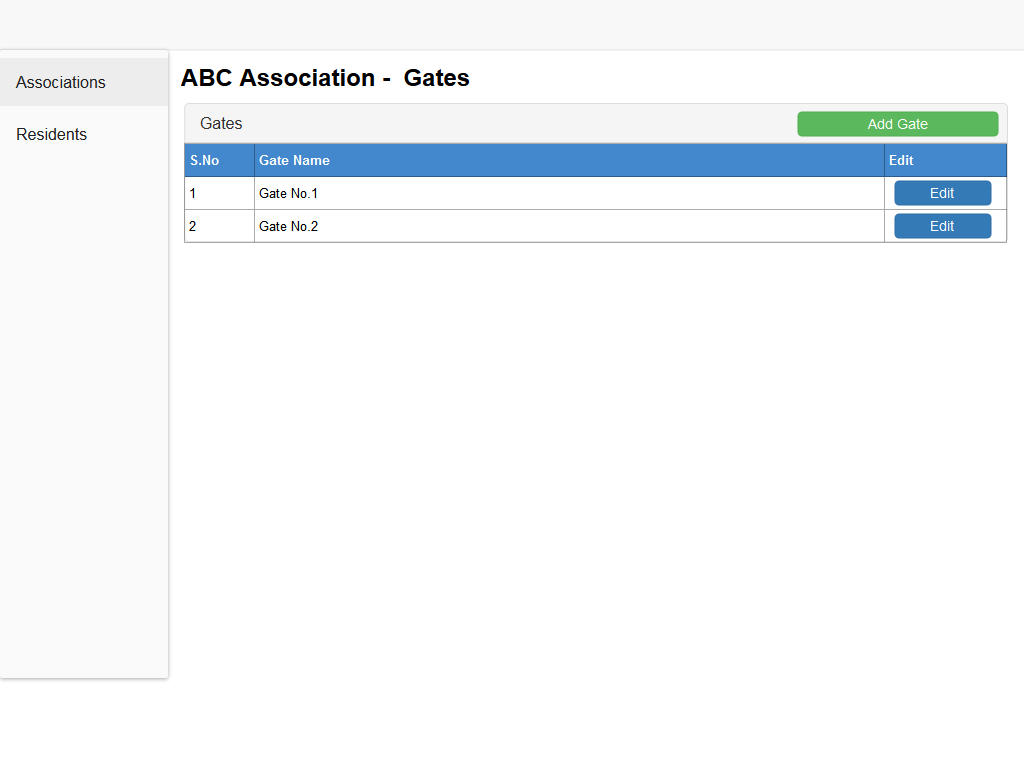 Associations
Residents
ABC Association -  Gates
Gates
Add Gate
S.No Gate Name Edit
1 Gate No.1 Edit
2 Gate No.2 Edit